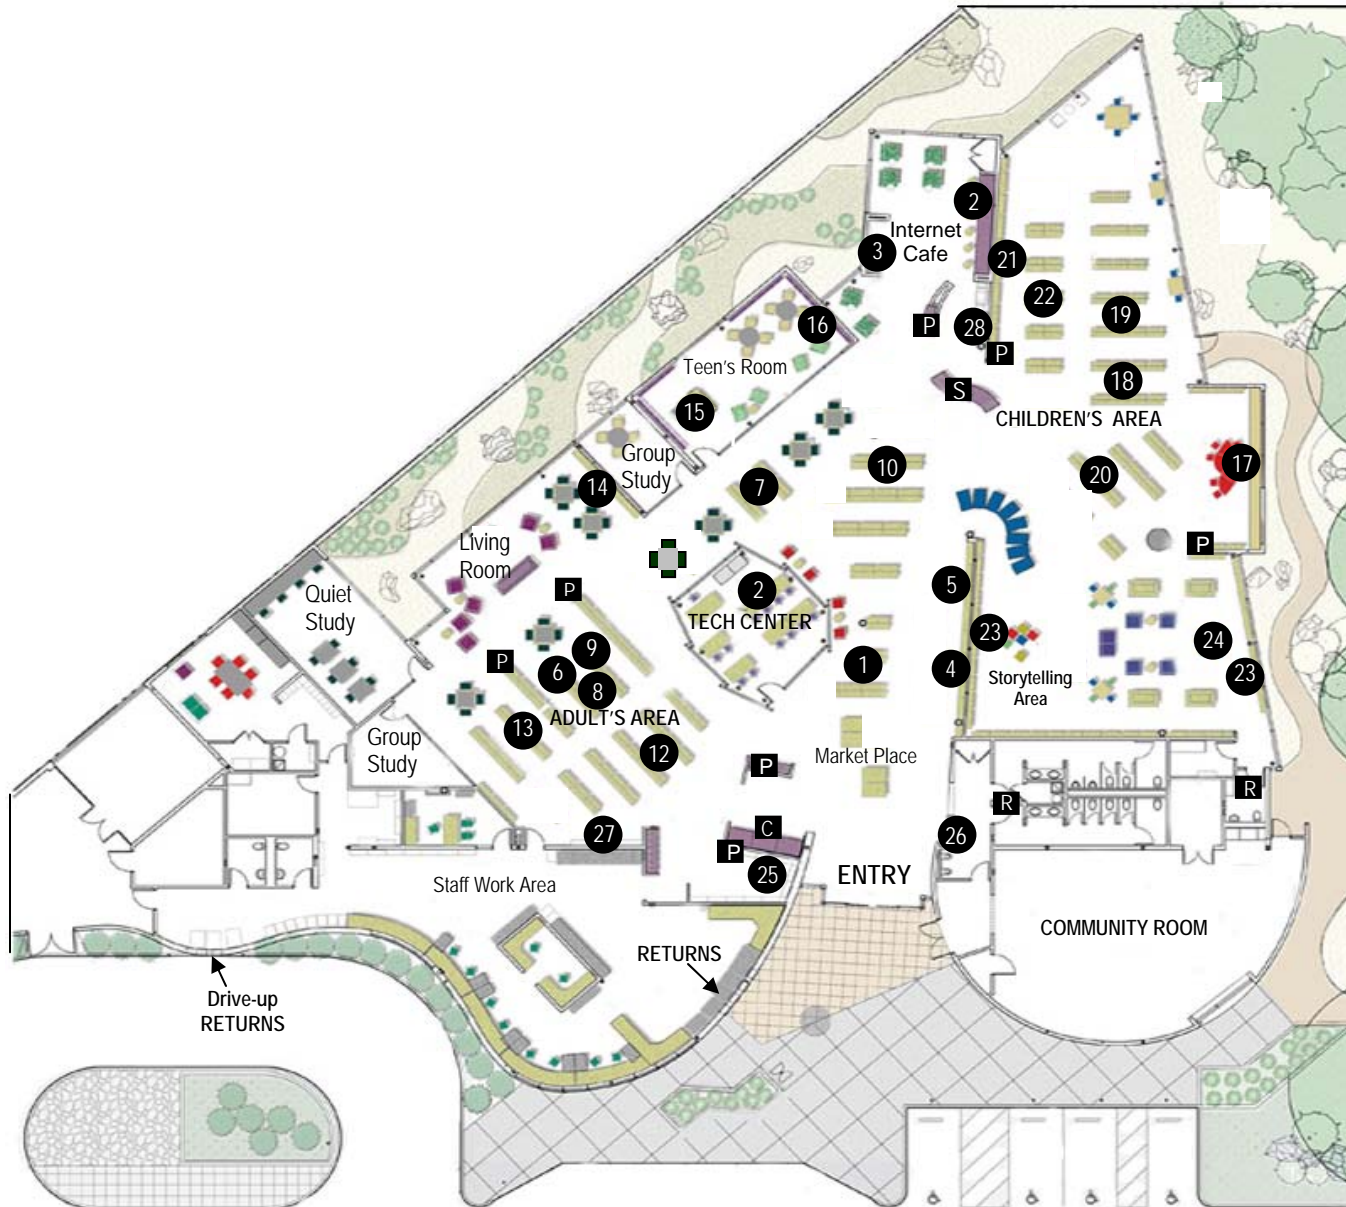 2
Internet
Cafe
3
21
22
P
28
P
19
16
Teen's Room
S
18
15
CHILDREN'S AREA
Group
Study
10
20
17
14
7
Living
Room
P
P
2
TECH CENTER
5
Quiet
Study
23
24
9
6
8
1
4
Storytelling
Area
23
P
ADULT'S AREA
13
12
Group
Study
Market Place
P
R
R
27
C
P
26
25
ENTRY
Staff Work Area
COMMUNITY ROOM
RETURNS
Drive-up
RETURNS